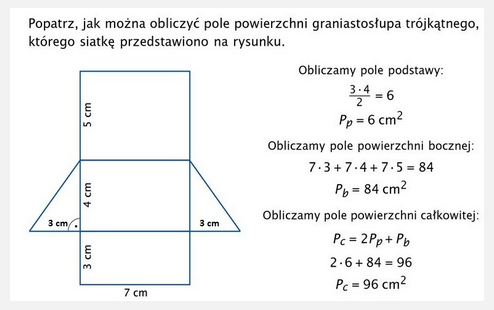 Popatrz, jak można obliczyć pole powierzchni graniastosłupa trójkątnego,
którego siatkę przedstawiono na rysunku.
5 cm
4 cm
3 cm
3 cm
3 cm
7 cm
Obliczamy pole podstawy:
3·4/2 = 6
Pp = 6 cm²
Obliczamy pole powierzchni bocznej:
7·3 + 7·4 + 7·5 = 84
Pb = 84 cm²
Obliczamy pole powierzchni całkowitej:
Pc = 2Pp + Pb
2·6 + 84 = 96
Pc = 96 cm²